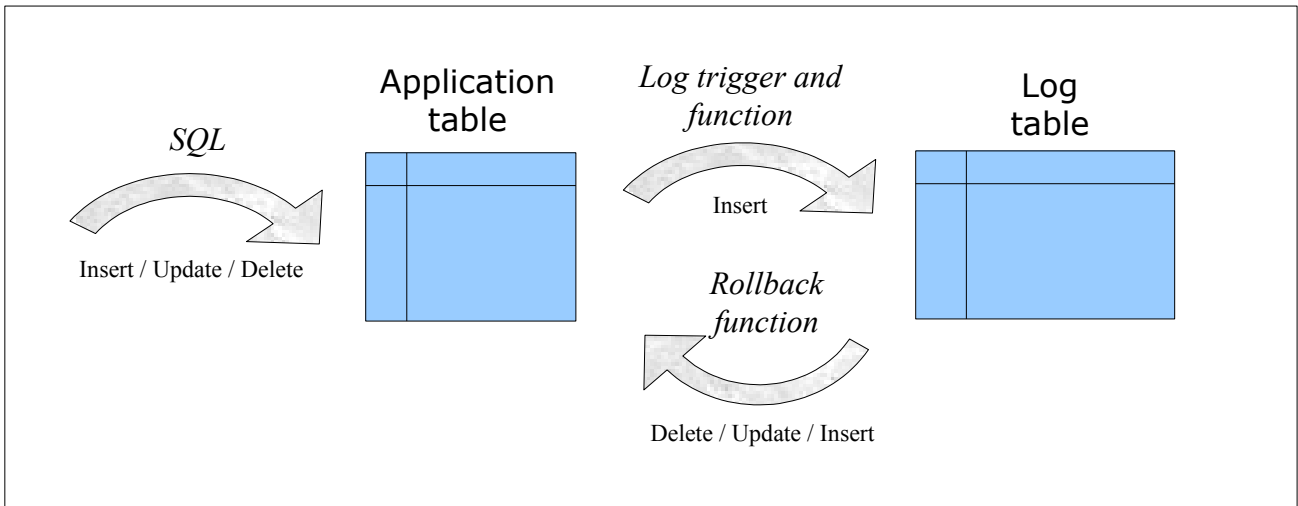 SQL
Insert / Update / Delete
Application
table
Log trigger and
function
Insert
Rollback
function
Delete / Update / Insert
Log
table